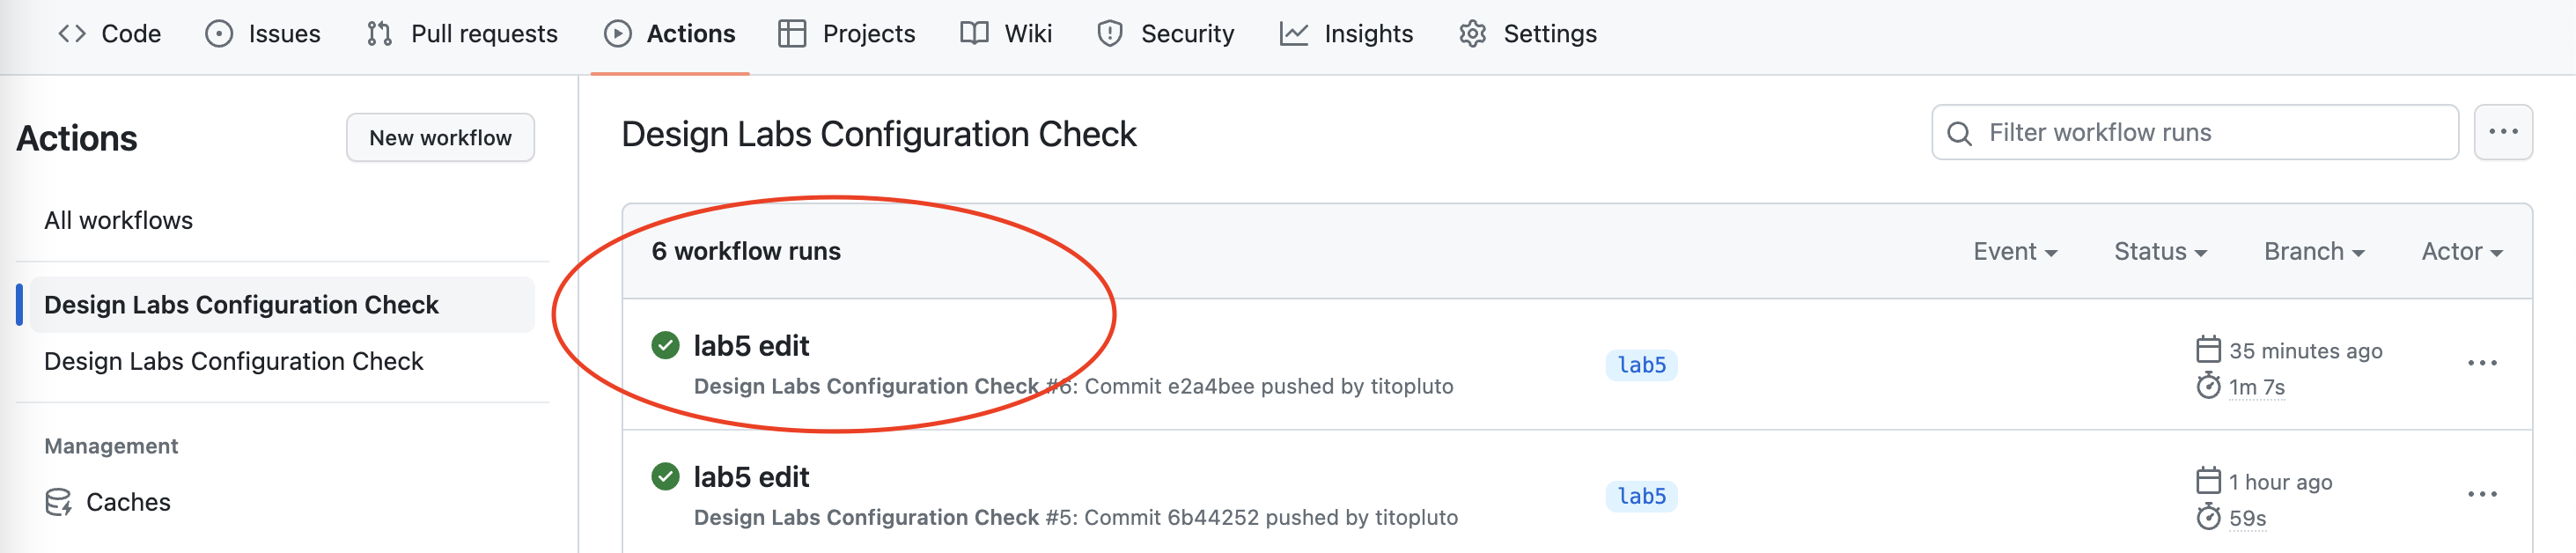 Code Issues Pull requests Actions Projects Wiki Security Insights Settings
Actions
New workflow
All workflows
Design Labs Configuration Check
Design Labs Configuration Check
Management
Caches
Design Labs Configuration Check
Filter workflow runs
6 workflow runs
Event Status Branch Actor
lab5 edit
Design Labs Configuration Check #6: Commit e2a4bee pushed by titopluto
lab5
35 minutes ago
1m 7s
lab5 edit
Design Labs Configuration Check #5: Commit 6b44252 pushed by titopluto
lab5
1 hour ago
59s